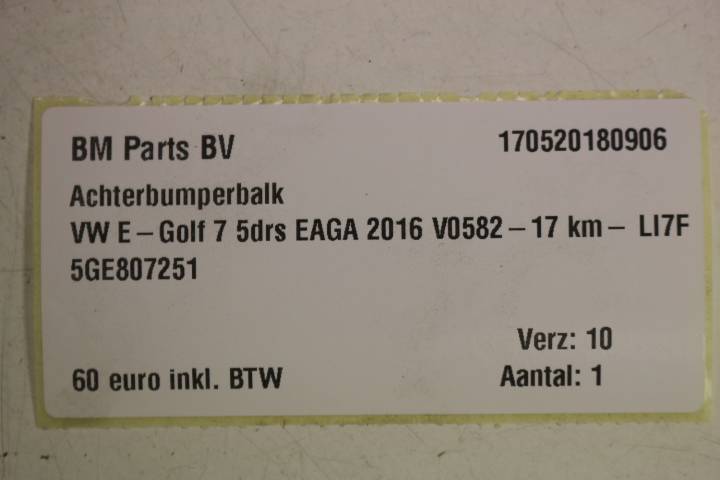 BM Parts BV 170520180906
Achterbumperbalk
VW E-Golf 7 5drs EAGA 2016 V0582-17 km- LI7F
5GE807251
Verz: 10
60 euro inkl. BTW Aantal: 1